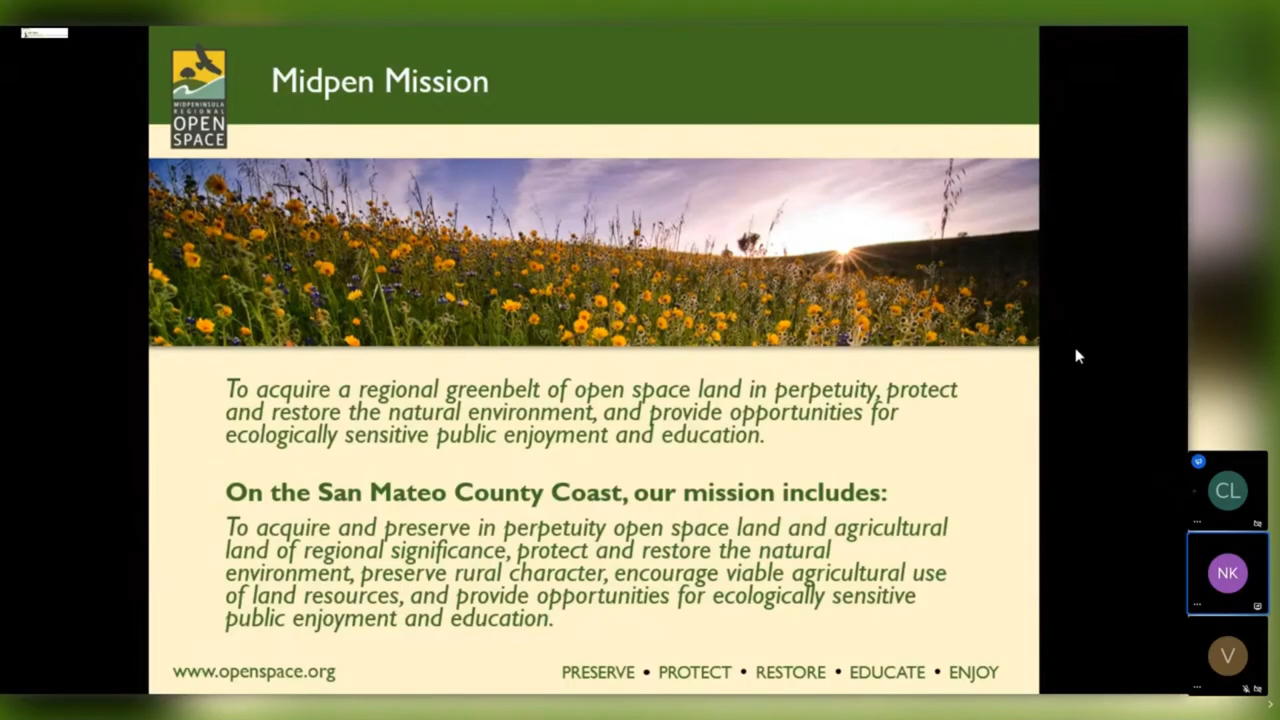 Midpen Mission
MIDPENINSULA
REGIONAL
OPEN
SPACE
To acquire a regional greenbelt of open space land in perpetuity, protect
and restore the natural environment, and provide opportunities for
ecologically sensitive public enjoyment and education.
On the San Mateo County Coast, our mission includes:
To acquire and preserve in perpetuity open space land and agricultural
land of regional significance, protect and restore the natural
environment, preserve rural character, encourage viable agricultural use
of land resources, and provide opportunities for ecologically sensitive
public enjoyment and education.
www.openspace.org
PRESERVE • PROTECT • RESTORE • EDUCATE • ENJOY
CL
NK
V